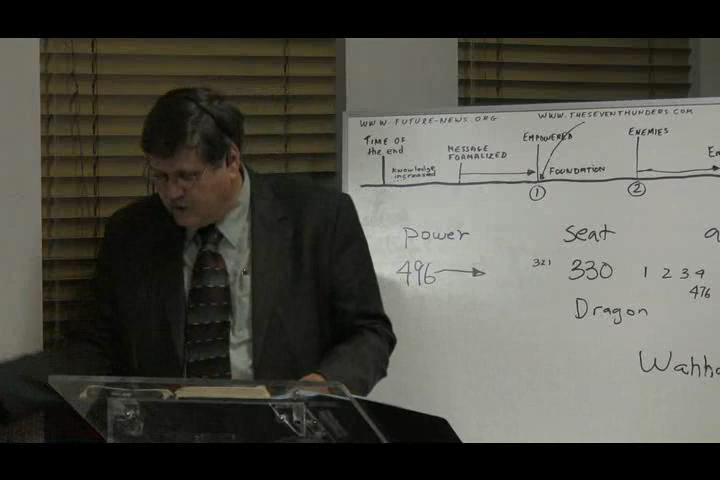 WWW.FUTURE-NEWS.ORG WWW.THESEVENTHUNDERS.COM
TIME OF the end
Knowledge increased
MESSAGE FORMALIZED
EMPOWERED
FOUNDATION
ENEMIES
1 2
power seat
496 321 330 1 2 3 4
476
Dragon